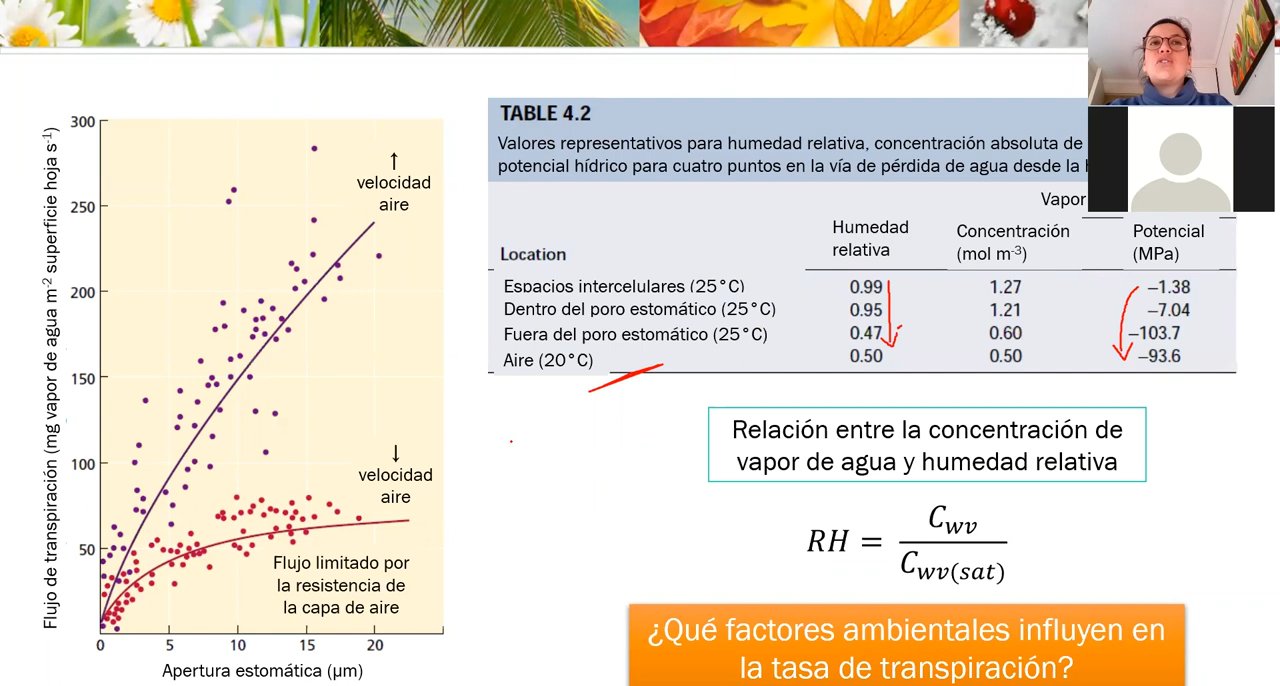 Flujo de transpiración (mg vapor de agua m-2 superficie hoja s-1)
300
250
200
150
100
50
0
5
10
15
20
Apertura estomática (µm)
↑
velocidad
aire
↓
velocidad
aire
Flujo limitado por
la resistencia de
la capa de aire
TABLE 4.2
Valores representativos para humedad relativa, concentración absoluta de
potencial hídrico para cuatro puntos en la vía de pérdida de agua desde la
Vapor
Location
Humedad
relativa
Concentración
(mol m-3)
Potencial
(MPa)
Espacios intercelulares (25°C) 0.99 1.27 −1.38
Dentro del poro estomático (25°C) 0.95 1.21 −7.04
Fuera del poro estomático (25°C) 0.47 0.60 −103.7
Aire (20°C) 0.50 0.50 −93.6
Relación entre la concentración de
vapor de agua y humedad relativa
RH = Cwv / Cwv(sat)
¿Qué factores ambientales influyen en
la tasa de transpiración?